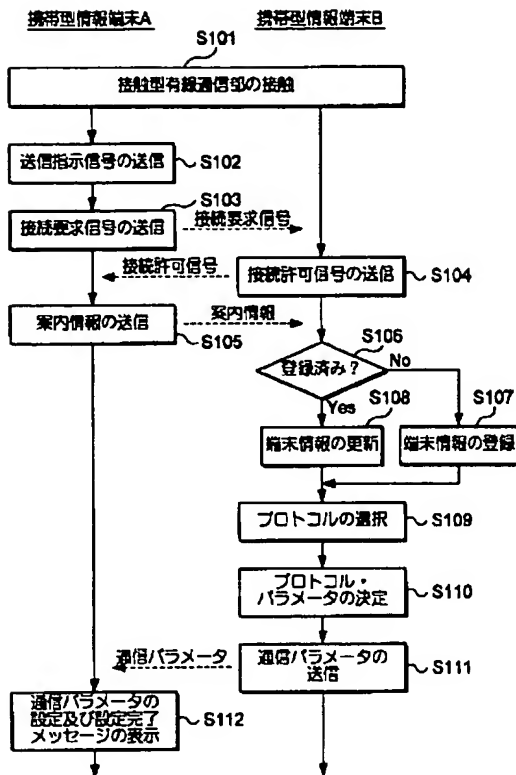 携帯型情報端末A
携帯型情報端末B
S101
接触型有線通信部の接触
送信指示信号の送信
S102
S103
接続要求信号の送信
接続要求信号
接続許可信号
接続許可信号の送信
S104
案内情報の送信
案内情報
S105
S106
登録済み？
No
Yes
S108
S107
端末情報の更新
端末情報の登録
プロトコルの選択
S109
プロトコル・
パラメータの決定
S110
通信パラメータ
通信パラメータの
送信
S111
通信パラメータの
設定及び設定完了
メッセージの表示
S112